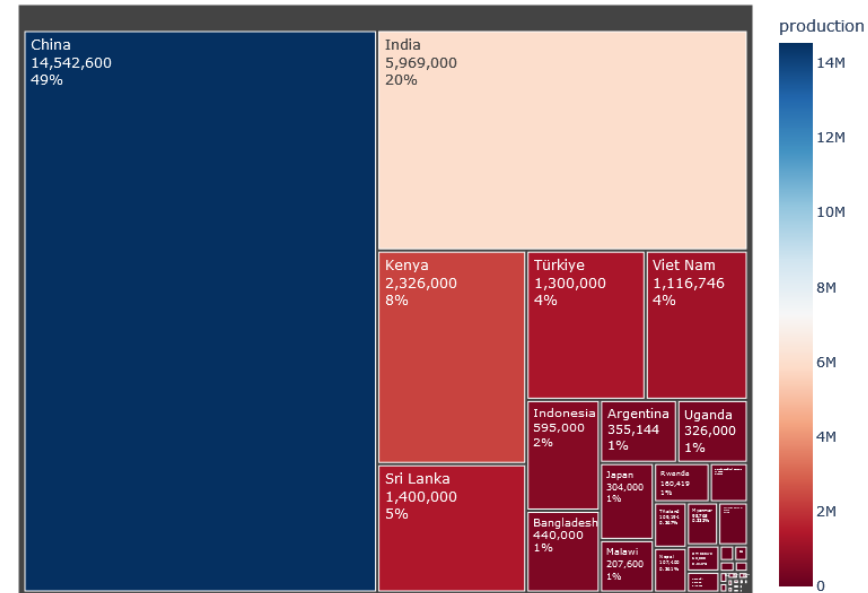 China
14,542,600
49%
India
5,969,000
20%
Kenya
2,326,000
8%
Türkiye
1,300,000
4%
Viet Nam
1,116,746
4%
Sri Lanka
1,400,000
5%
Indonesia
595,000
2%
Argentina
355,144
1%
Uganda
326,000
1%
Bangladesh
440,000
1%
Japan
304,000
1%
Rwanda
160,419
1%
Malawi
207,600
1%
Thailand
Myanmar
Nepal
production
14M
12M
10M
8M
6M
4M
2M
0